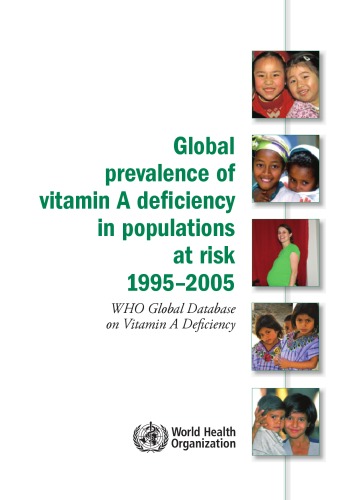 Global
prevalence of
vitamin A deficiency
in populations
at risk
1995–2005
WHO Global Database
on Vitamin A Deficiency
World Health
Organization